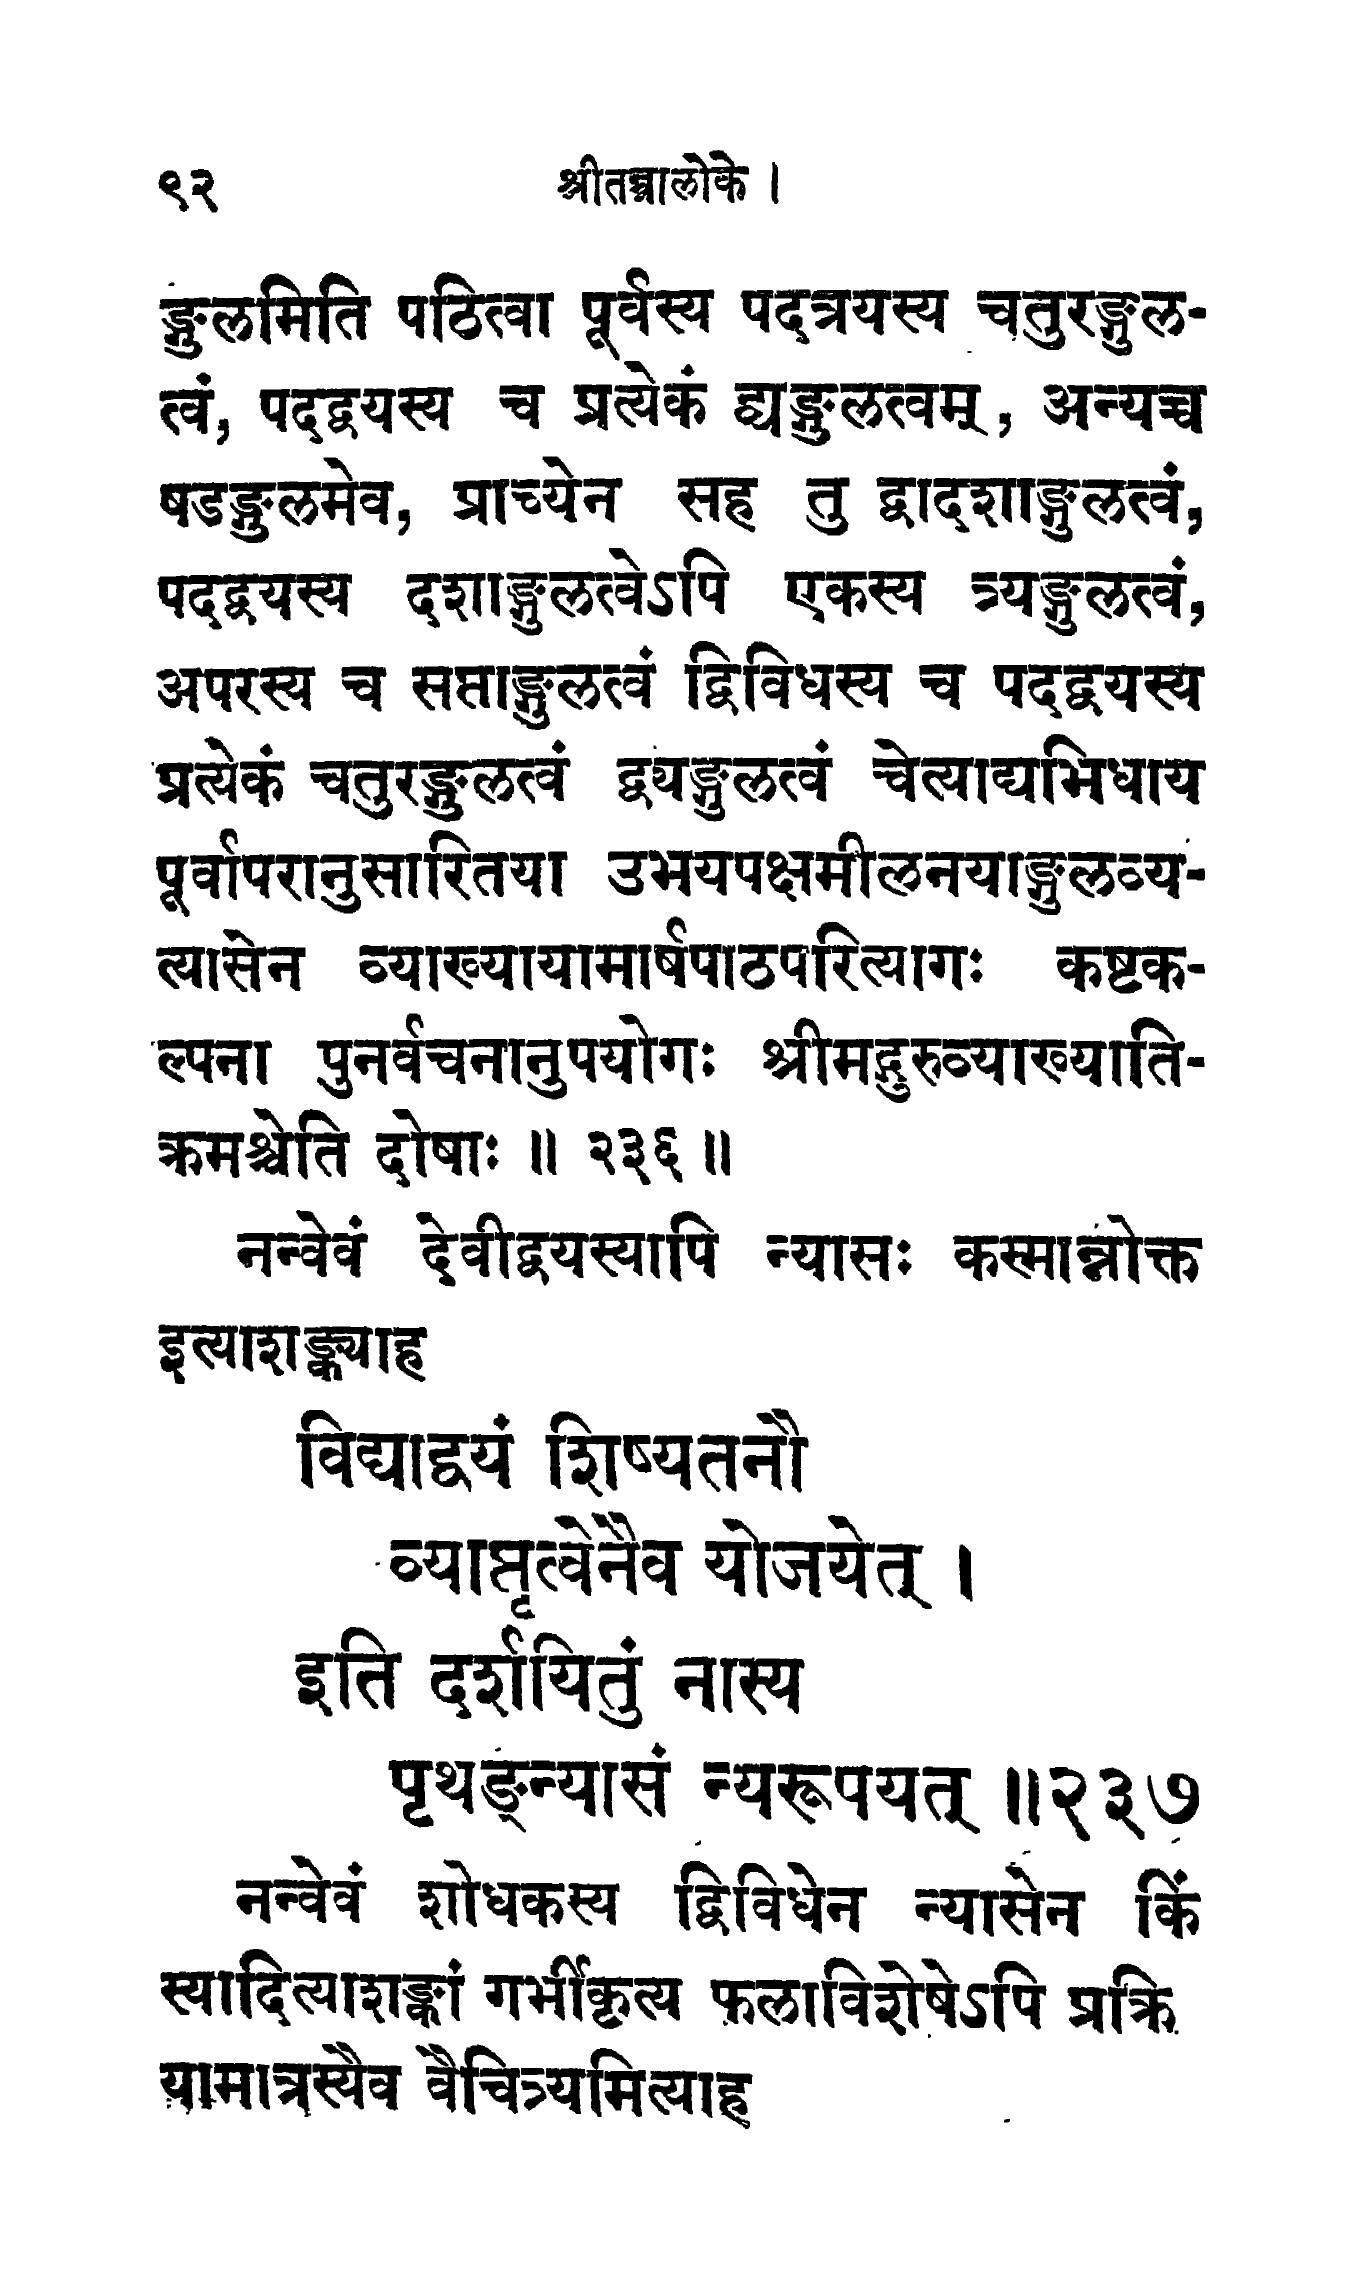 ९२ श्रीतन्त्रालोके ।
ङ्गुलमिति पठित्वा पूर्वस्य पदत्रयस्य चतुरङ्गुल-
त्वं, पदद्वयस्य च प्रत्येकं द्व्यङ्गुलत्वम्, अन्यच्च
षडङ्गुलमेव, प्राच्येन सह तु द्वादशाङ्गुलत्वं,
पदद्वयस्य दशाङ्गुलत्वेऽपि एकस्य त्र्यङ्गुलत्वं,
अपरस्य च सप्ताङ्गुलत्वं द्विविधस्य च पदद्वयस्य
प्रत्येकं चतुरङ्गुलत्वं द्व्यङ्गुलत्वं चेत्याद्यभिधाय
पूर्वापरानुसारितया उभयपक्षमीलनयाङ्गुलव्य-
त्यासेन व्याख्यायामार्षपाठपरित्यागः कष्टक-
ल्पना पुनर्वचनानुपयोगः श्रीमद्गुरुव्याख्याति-
क्रमश्चेति दोषाः ॥ २३६ ॥
नन्वेवं देवीद्वयस्यापि न्यासः कस्मान्नोक्त
इत्याशङ्क्याह
विद्याद्वयं शिष्यतनौ
व्याप्तृत्वेनैव योजयेत् ।
इति दर्शयितुं नास्य
पृथङ्न्यासं न्यरूपयत् ॥२३७
नन्वेवं शोधकस्य द्विविधेन न्यासेन किं
स्यादित्याशङ्कां गर्भीकृत्य फलाविशेषेऽपि प्रक्रि
यामात्रस्यैव वैचित्र्यमित्याह